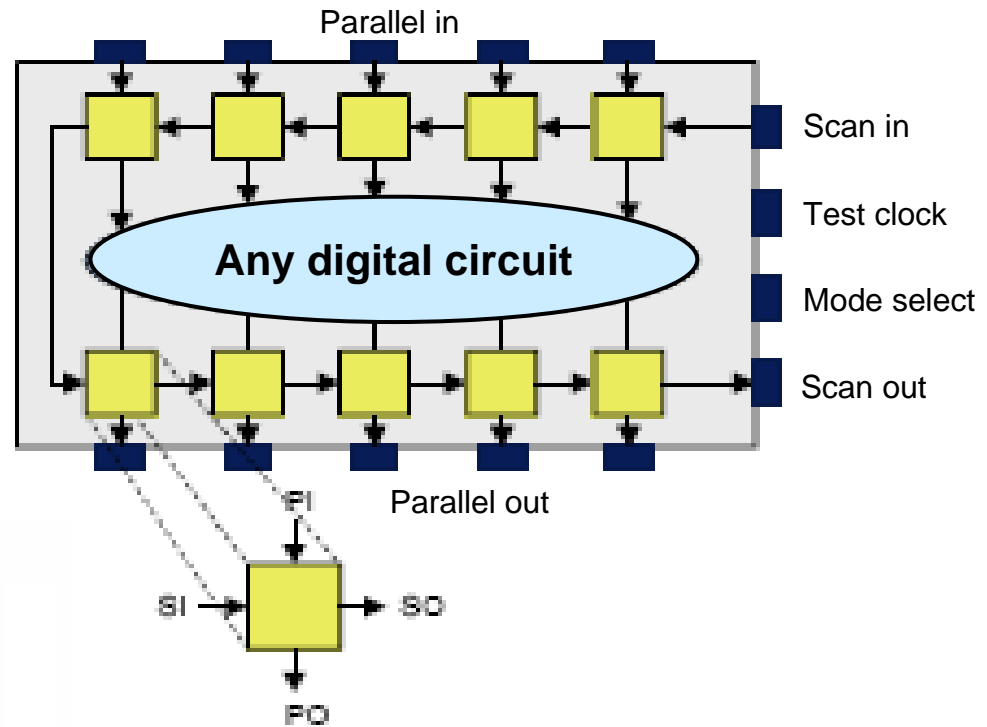 Parallel in
Scan in
Test clock
Any digital circuit
Mode select
Scan out
Parallel out
PI
SI
SO
PO